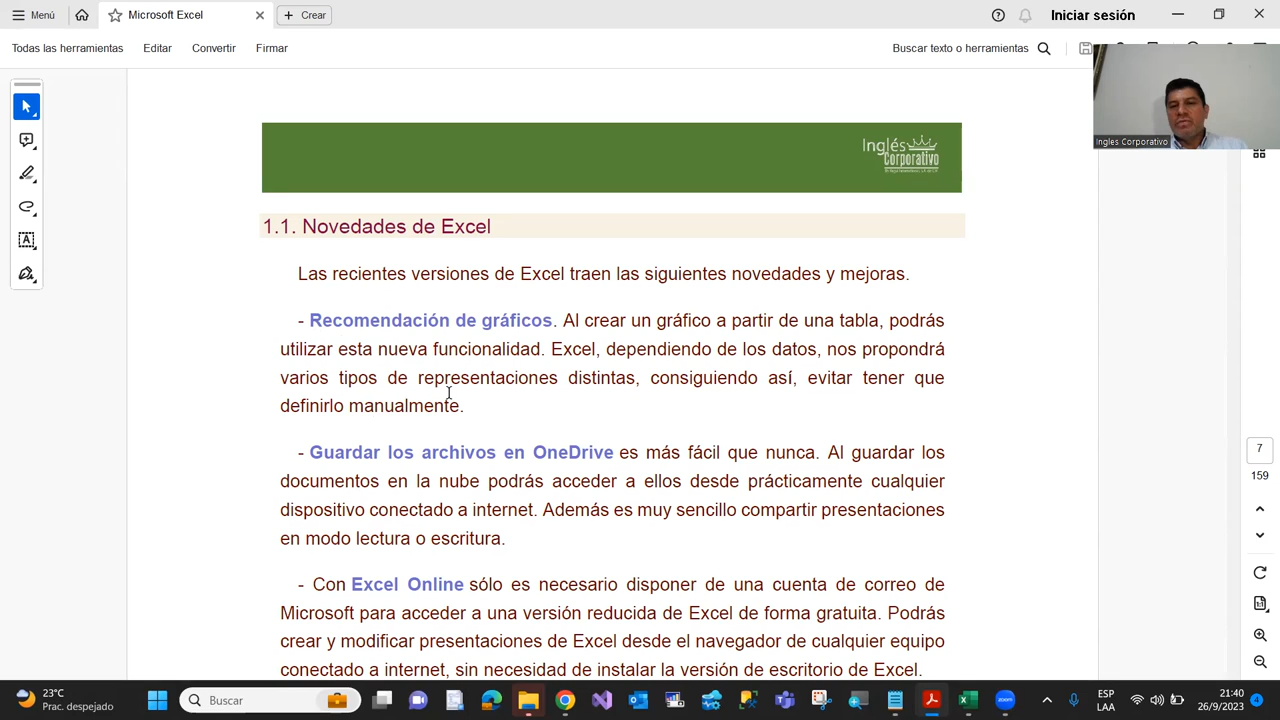 Menú
Microsoft Excel
Crear
Iniciar sesión
Todas las herramientas
Editar
Convertir
Firmar
Buscar texto o herramientas
Ingles Corporativo
Inglés
Corporativo
1.1. Novedades de Excel
Las recientes versiones de Excel traen las siguientes novedades y mejoras.
- Recomendación de gráficos. Al crear un gráfico a partir de una tabla, podrás
utilizar esta nueva funcionalidad. Excel, dependiendo de los datos, nos propondrá
varios tipos de representaciones distintas, consiguiendo así, evitar tener que
definirlo manualmente.
- Guardar los archivos en OneDrive es más fácil que nunca. Al guardar los
documentos en la nube podrás acceder a ellos desde prácticamente cualquier
dispositivo conectado a internet. Además es muy sencillo compartir presentaciones
en modo lectura o escritura.
- Con Excel Online sólo es necesario disponer de una cuenta de correo de
Microsoft para acceder a una versión reducida de Excel de forma gratuita. Podrás
crear y modificar presentaciones de Excel desde el navegador de cualquier equipo
conectado a internet, sin necesidad de instalar la versión de escritorio de Excel.
7
159
23°C
Prac. despejado
Buscar
ESP
LAA
21:40
26/9/2023
4